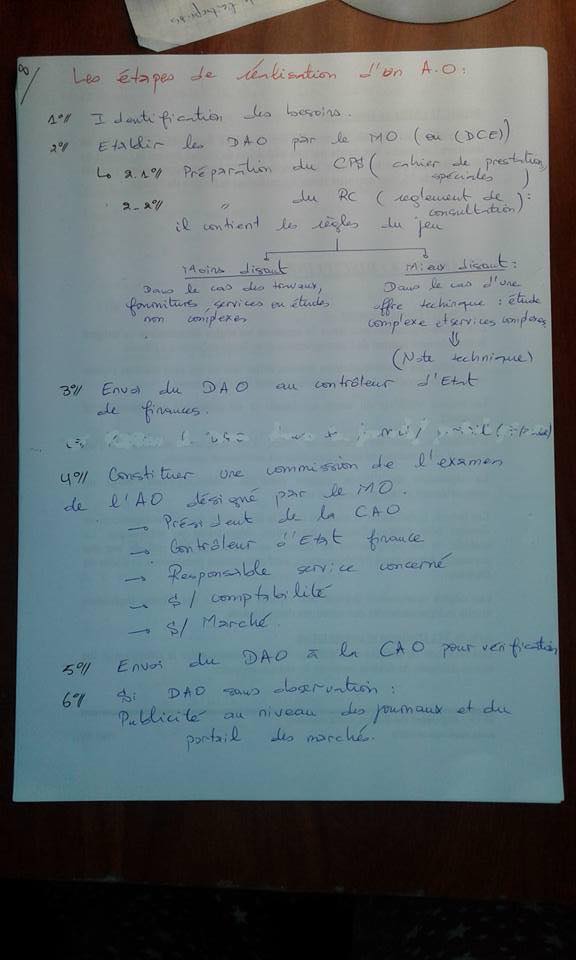 Les étapes de réalisation d'un A.O:
1°// Identification des besoins.
2°// Etablir les DAO par le MO (ou (DCE)
↳ 2.1°// Préparation du CPS (cahier de prestation,
spéciales)
2-2°// " du RC (reglement de
consultation):
il contient les règles du jeu
Moins disant
Dans le cas des travaux,
fournitures, services ou études
non complexes
Mieux disant:
Dans le cas d'une
offre technique: étude
complexe et services complexes
⇓
(Note technique)
3°// Envoi du DAO au contrôleur d'Etat
de finances.
4°// Constituer une commission de l'examen
de l'AO désigné par le MO.
→ Président de la CAO
→ Contrôleur d'Etat finance
→ Responsable service concerné
→ S/ comptabilité
→ S/ Marché.
5°// Envoi du DAO à la CAO pour vérification
6°// Si DAO sans observation:
Publicité au niveau des journaux et du
portail des marchés.